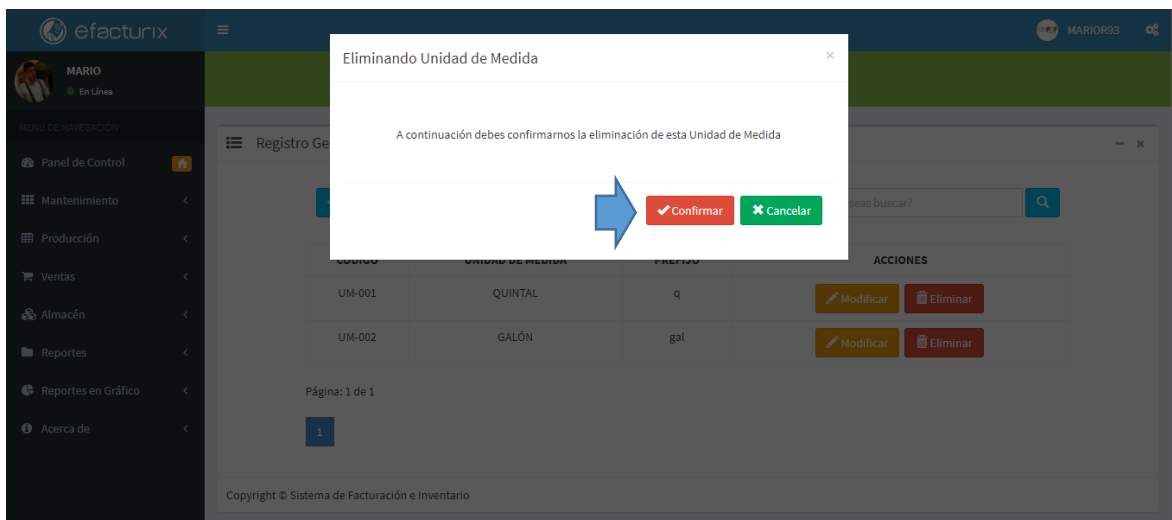 efacturix
MARIOR93
MARIO
En Línea
Eliminando Unidad de Medida
×
A continuación debes confirmarnos la eliminación de esta Unidad de Medida
Confirmar
Cancelar
MENU DE NAVEGACIÓN
Panel de Control
Mantenimiento
Producción
Ventas
Almacén
Reportes
Reportes en Gráfico
Acerca de
Registro Ge
seas buscar?
CÓDIGO UNIDAD DE MEDIDA PREFIJO ACCIONES
UM-001 QUINTAL q Modificar Eliminar
UM-002 GALÓN gal Modificar Eliminar
Página: 1 de 1
1
Copyright © Sistema de Facturación e Inventario